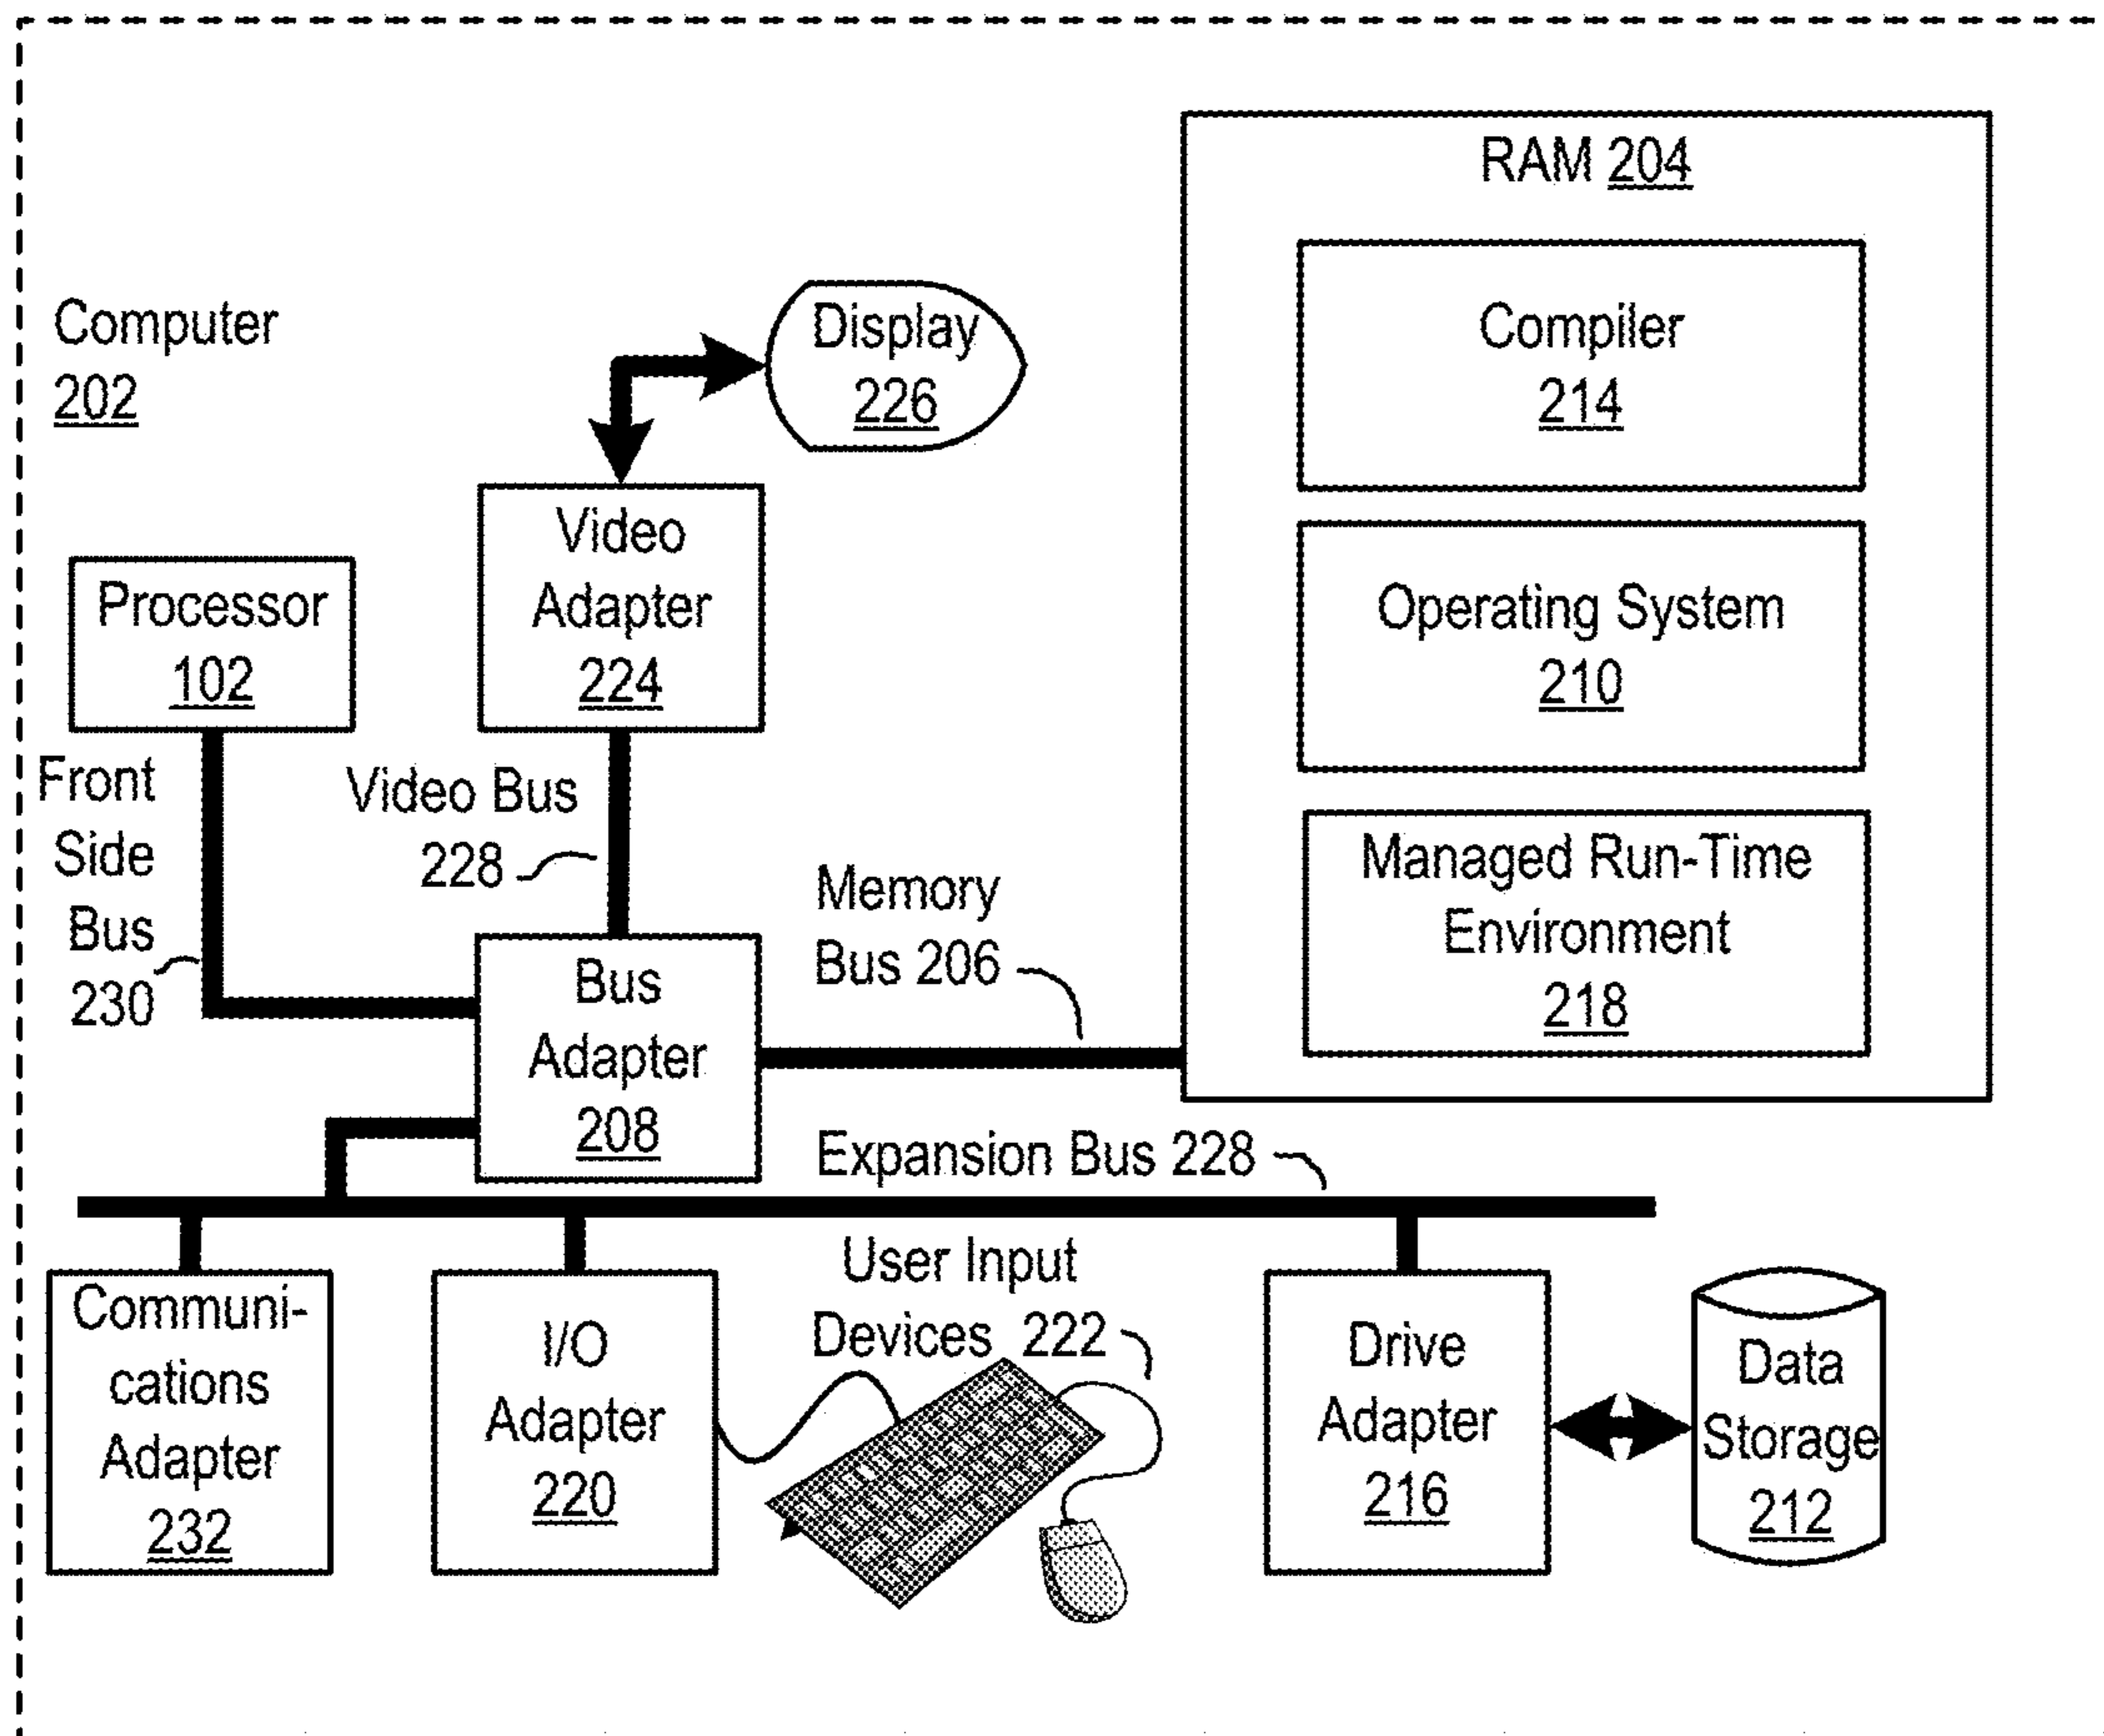 RAM 204
Compiler
214
Operating System
210
Managed Run-Time
Environment
218
Computer
202
Display
226
Video
Adapter
224
Processor
102
Front
Side
Bus
230
Video Bus
228
Memory
Bus 206
Bus
Adapter
208
Expansion Bus 228
Communi-
cations
Adapter
232
I/O
Adapter
220
User Input
Devices 222
Drive
Adapter
216
Data
Storage
212